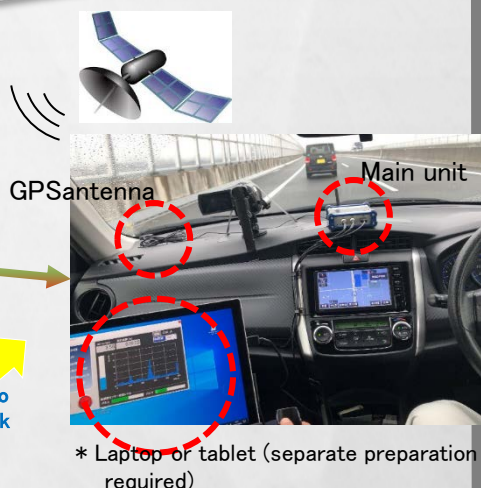 GPSantenna
Main unit
o
k
* Laptop or tablet (separate preparation
required)